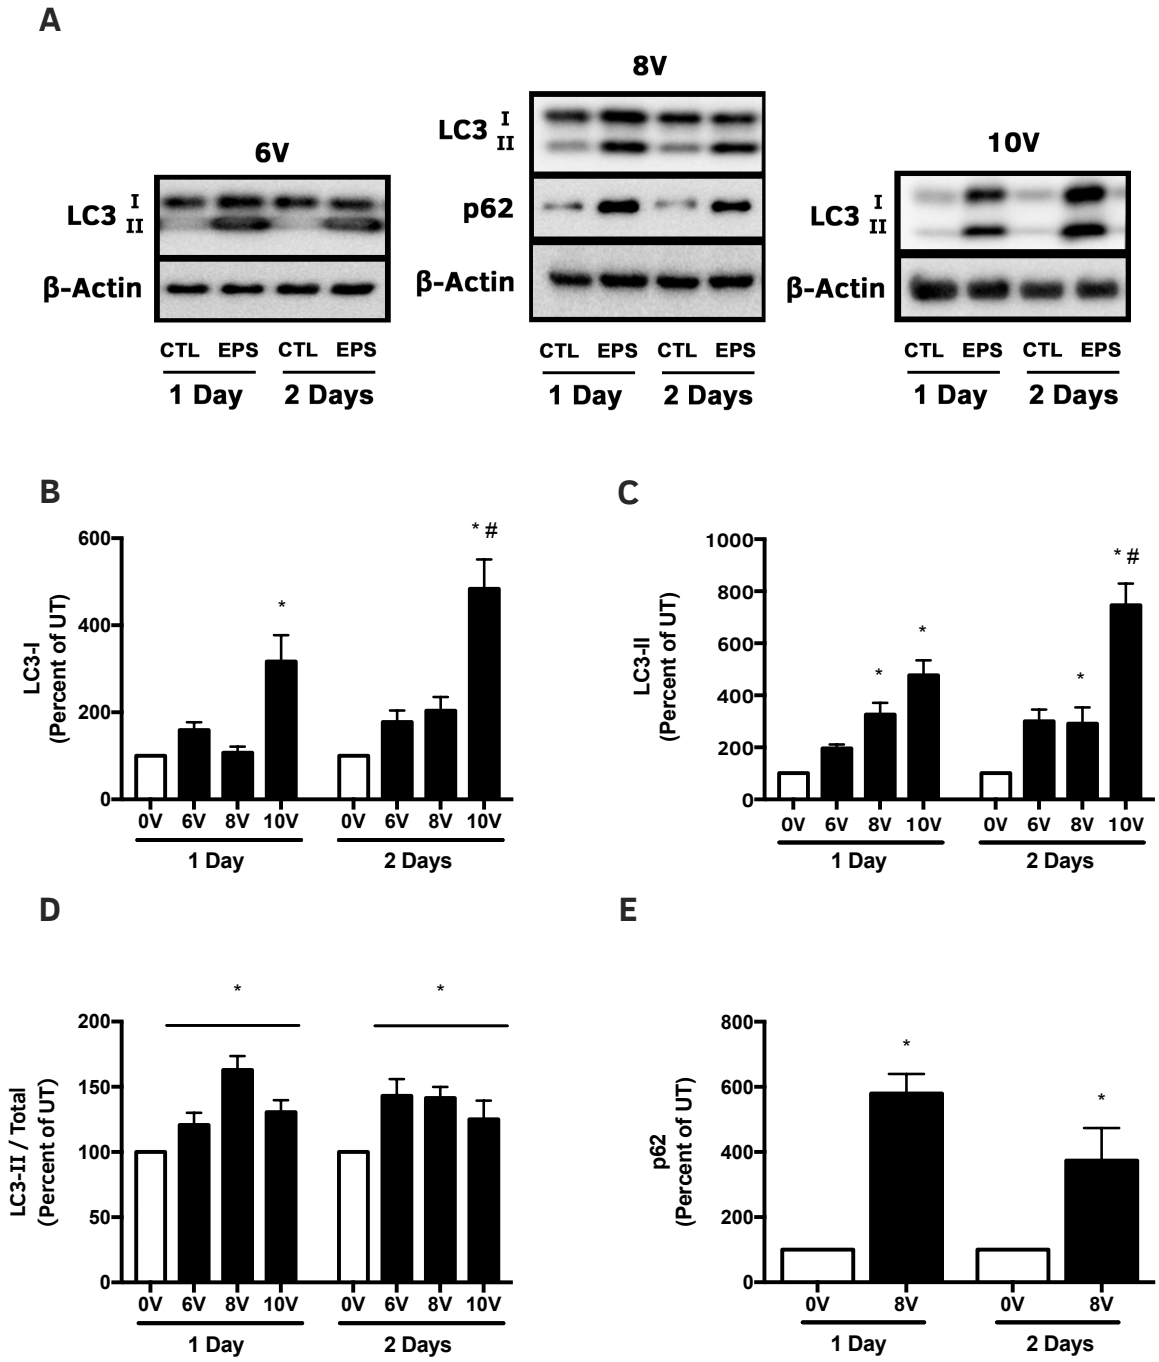 A
6V
LC3 I
II
β-Actin
CTL EPS CTL EPS
1 Day 2 Days
8V
LC3 I
II
p62
β-Actin
CTL EPS CTL EPS
1 Day 2 Days
10V
LC3 I
II
β-Actin
CTL EPS CTL EPS
1 Day 2 Days
B
LC3-I
(Percent of UT)
600
400
200
0
*
* #
0V 6V 8V 10V 0V 6V 8V 10V
1 Day 2 Days
C
LC3-II
(Percent of UT)
1000
800
600
400
200
0
* * * * #
0V 6V 8V 10V 0V 6V 8V 10V
1 Day 2 Days
D
LC3-II / Total
(Percent of UT)
200
150
100
50
0
* *
0V 6V 8V 10V 0V 6V 8V 10V
1 Day 2 Days
E
p62
(Percent of UT)
800
600
400
200
0
* *
0V 8V 0V 8V
1 Day 2 Days